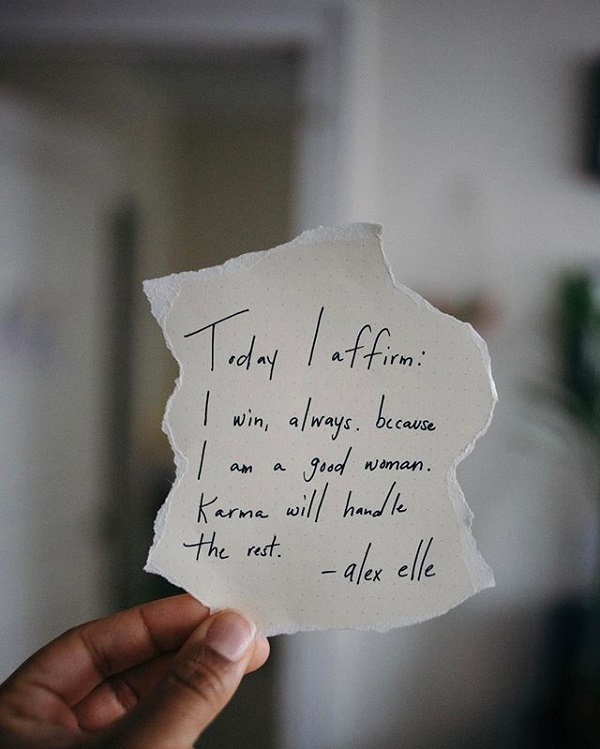 Today I affirm:
I win, always. because
I am a good woman.
Karma will handle
the rest.
-alex elle